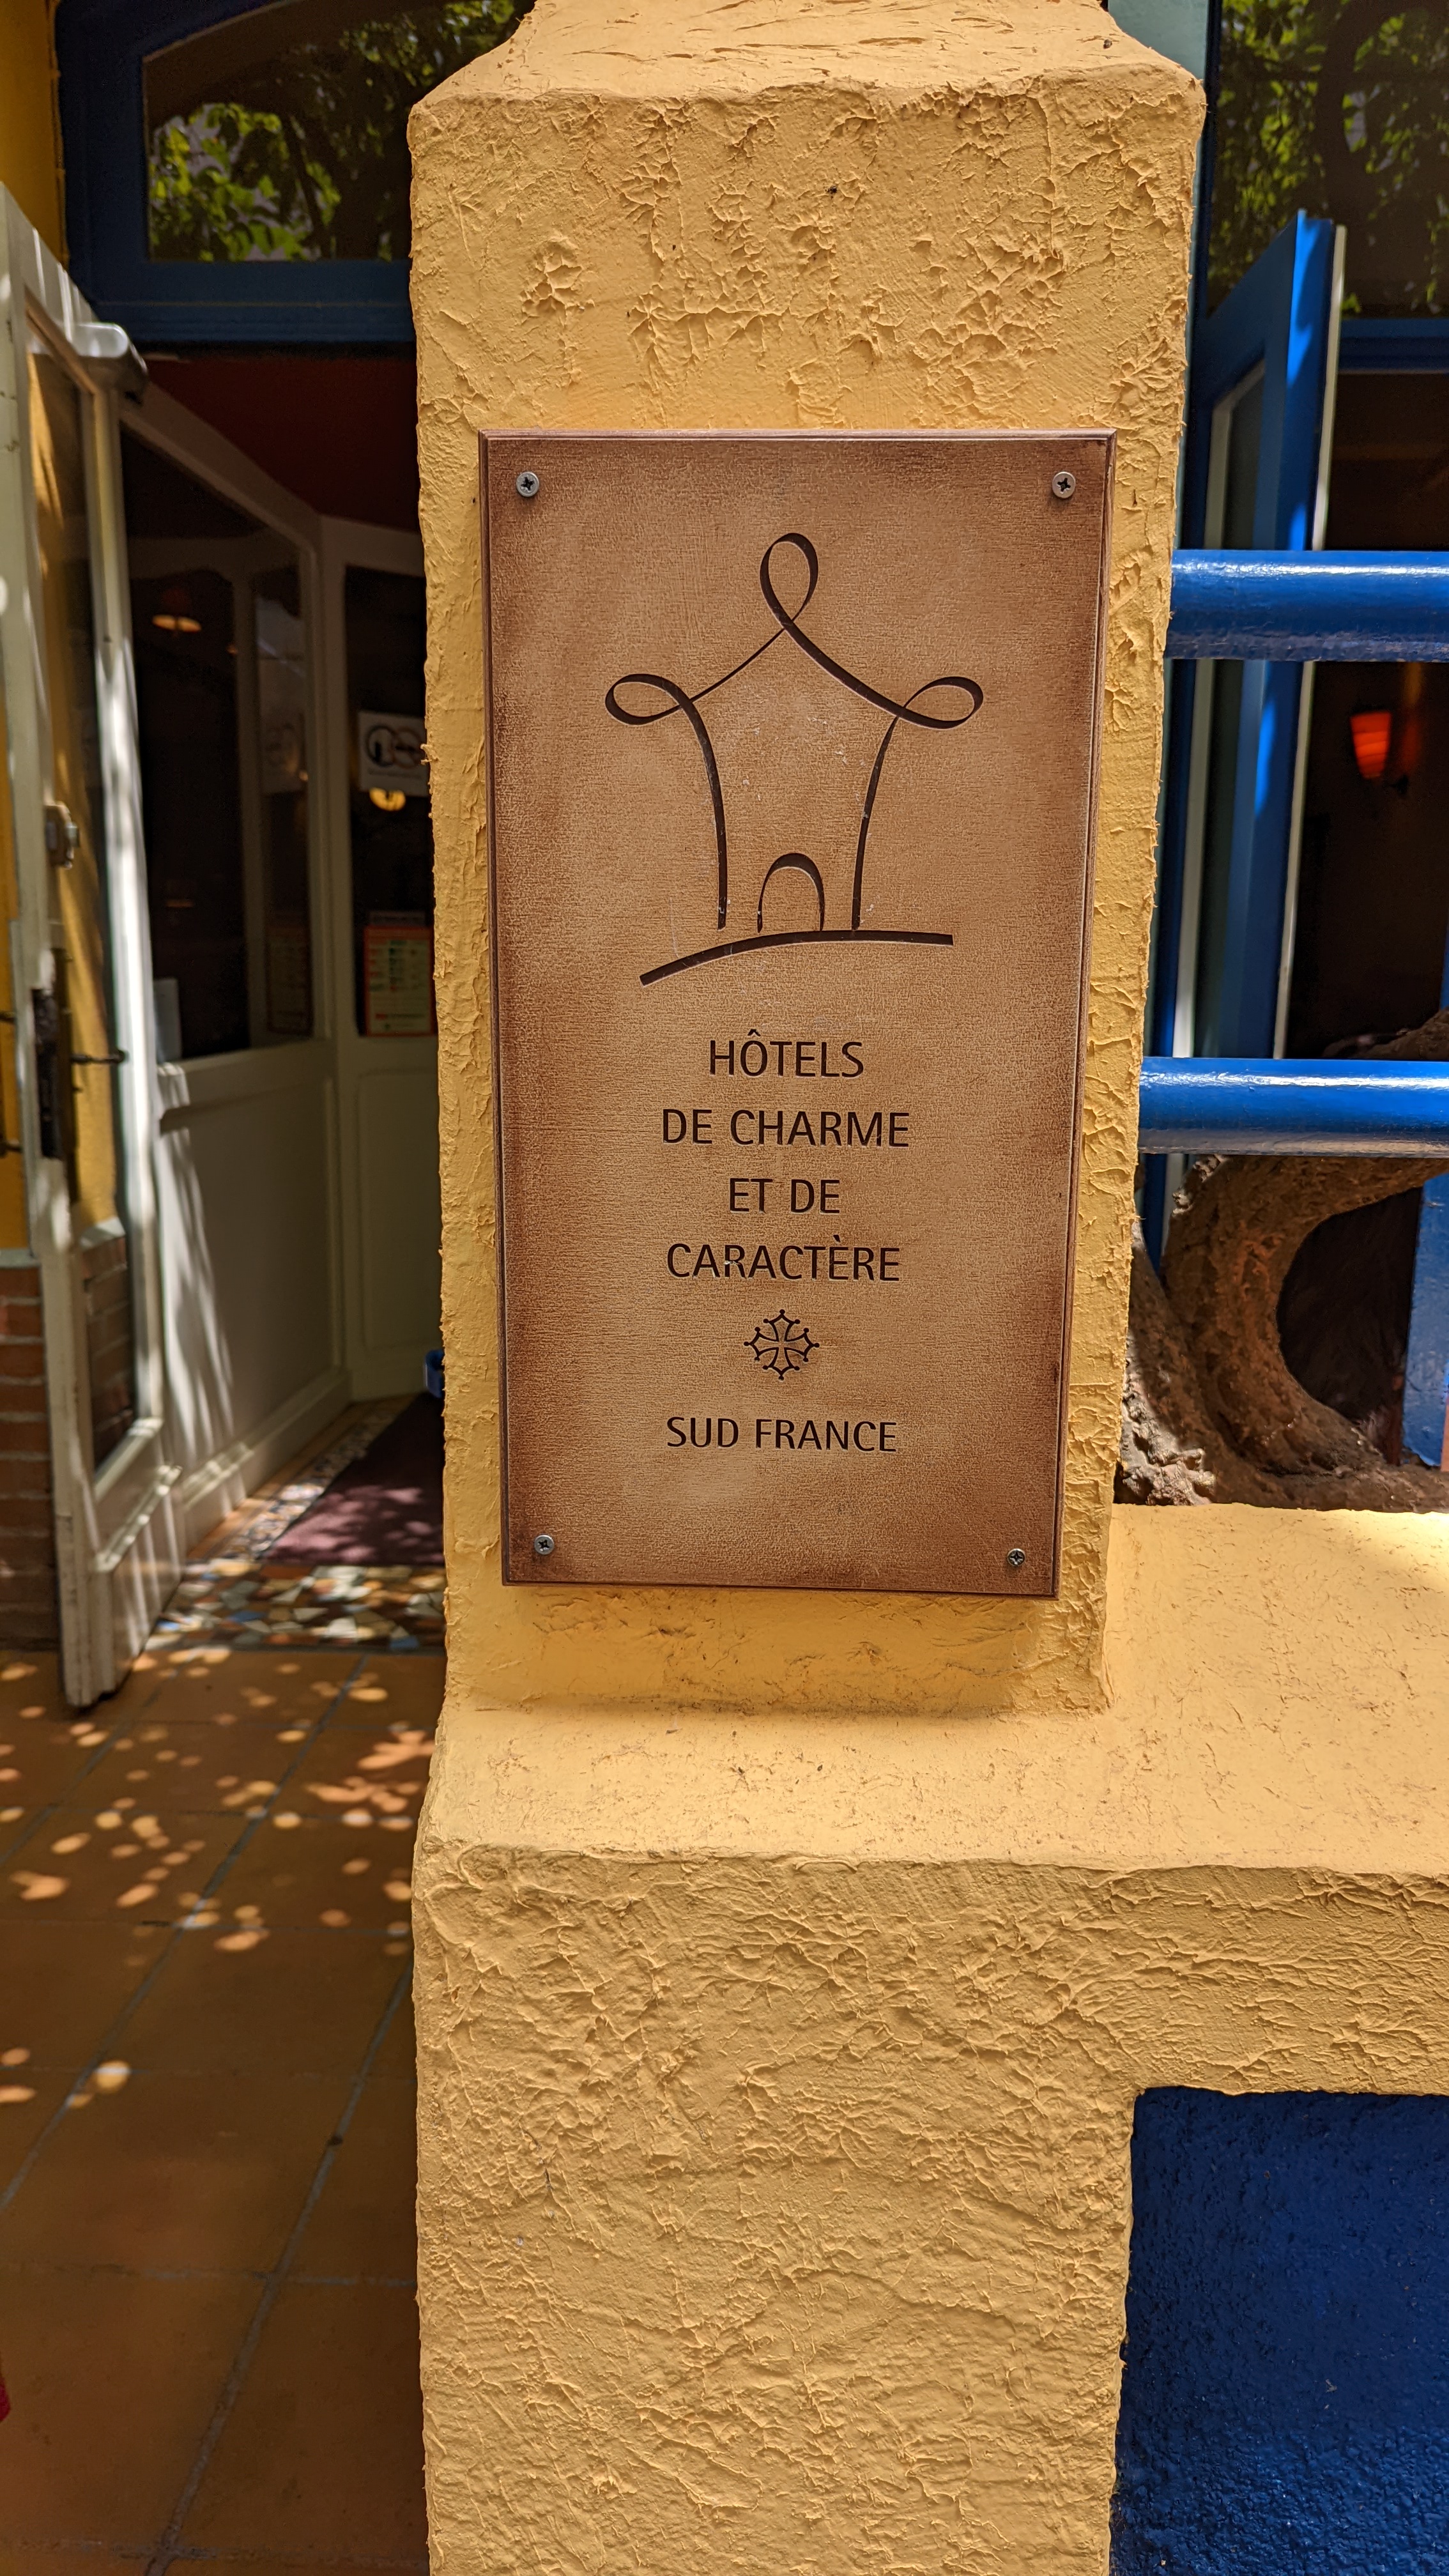 HÔTELS
DE CHARME
ET DE
CARACTÈRE
SUD FRANCE